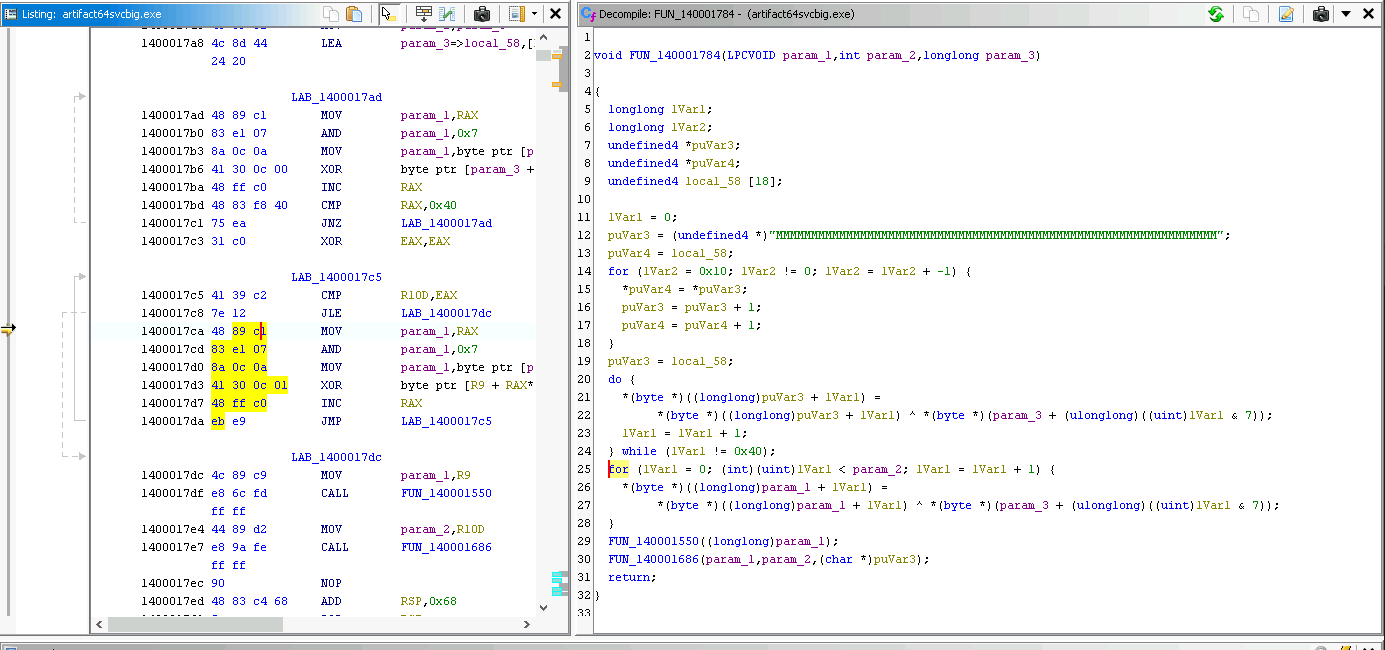 Listing: artifact64svcbig.exe
1400017a8 4c 8d 44 LEA param_3=>local_58,[
24 20
LAB_1400017ad
1400017ad 48 89 c1 MOV param_1,RAX
1400017b0 83 e1 07 AND param_1,0x7
1400017b3 8a 0c 0a MOV param_1,byte ptr [p
1400017b6 41 30 0c 00 XOR byte ptr [param_3 +
1400017ba 48 ff c0 INC RAX
1400017bd 48 83 f8 40 CMP RAX,0x40
1400017c1 75 ea JNZ LAB_1400017ad
1400017c3 31 c0 XOR EAX,EAX
LAB_1400017c5
1400017c5 41 39 c2 CMP R10D,EAX
1400017c8 7e 12 JLE LAB_1400017dc
1400017ca 48 89 c1 MOV param_1,RAX
1400017cd 83 e1 07 AND param_1,0x7
1400017d0 8a 0c 0a MOV param_1,byte ptr [p
1400017d3 41 30 0c 01 XOR byte ptr [R9 + RAX*
1400017d7 48 ff c0 INC RAX
1400017da eb e9 JMP LAB_1400017c5
LAB_1400017dc
1400017dc 4c 89 c9 MOV param_1,R9
1400017df e8 6c fd CALL FUN_140001550
ff ff
1400017e4 44 89 d2 MOV param_2,R10D
1400017e7 e8 9a fe CALL FUN_140001686
ff ff
1400017ec 90 NOP
1400017ed 48 83 c4 68 ADD RSP,0x68
Decompile: FUN_140001784 - (artifact64svcbig.exe)
1
2 void FUN_140001784(LPCVOID param_1,int param_2,longlong param_3)
3
4 {
5 longlong lVar1;
6 longlong lVar2;
7 undefined4 *puVar3;
8 undefined4 *puVar4;
9 undefined4 local_58 [18];
10
11 lVar1 = 0;
12 puVar3 = (undefined4 *)"MMMMMMMMMMMMMMMMMMMMMMMMMMMMMMMMMMMMMMMMMMMMMMMMMMMMMMMMMMMMMMM";
13 puVar4 = local_58;
14 for (lVar2 = 0x10; lVar2 != 0; lVar2 = lVar2 + -1) {
15 *puVar4 = *puVar3;
16 puVar3 = puVar3 + 1;
17 puVar4 = puVar4 + 1;
18 }
19 puVar3 = local_58;
20 do {
21 *(byte *)((longlong)puVar3 + lVar1) =
22 *(byte *)((longlong)puVar3 + lVar1) ^ *(byte *)(param_3 + (ulonglong)((uint)lVar1 & 7));
23 lVar1 = lVar1 + 1;
24 } while (lVar1 != 0x40);
25 for (lVar1 = 0; (int)(uint)lVar1 < param_2; lVar1 = lVar1 + 1) {
26 *(byte *)((longlong)param_1 + lVar1) =
27 *(byte *)((longlong)param_1 + lVar1) ^ *(byte *)(param_3 + (ulonglong)((uint)lVar1 & 7));
28 }
29 FUN_140001550((longlong)param_1);
30 FUN_140001686(param_1,param_2,(char *)puVar3);
31 return;
32 }
33